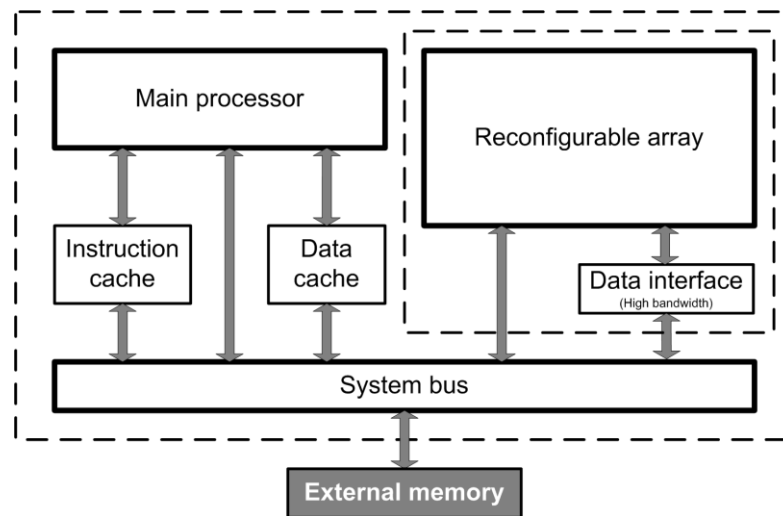 Main processor
Reconfigurable array
Instruction
cache
Data
cache
Data interface
(High bandwidth)
System bus
External memory